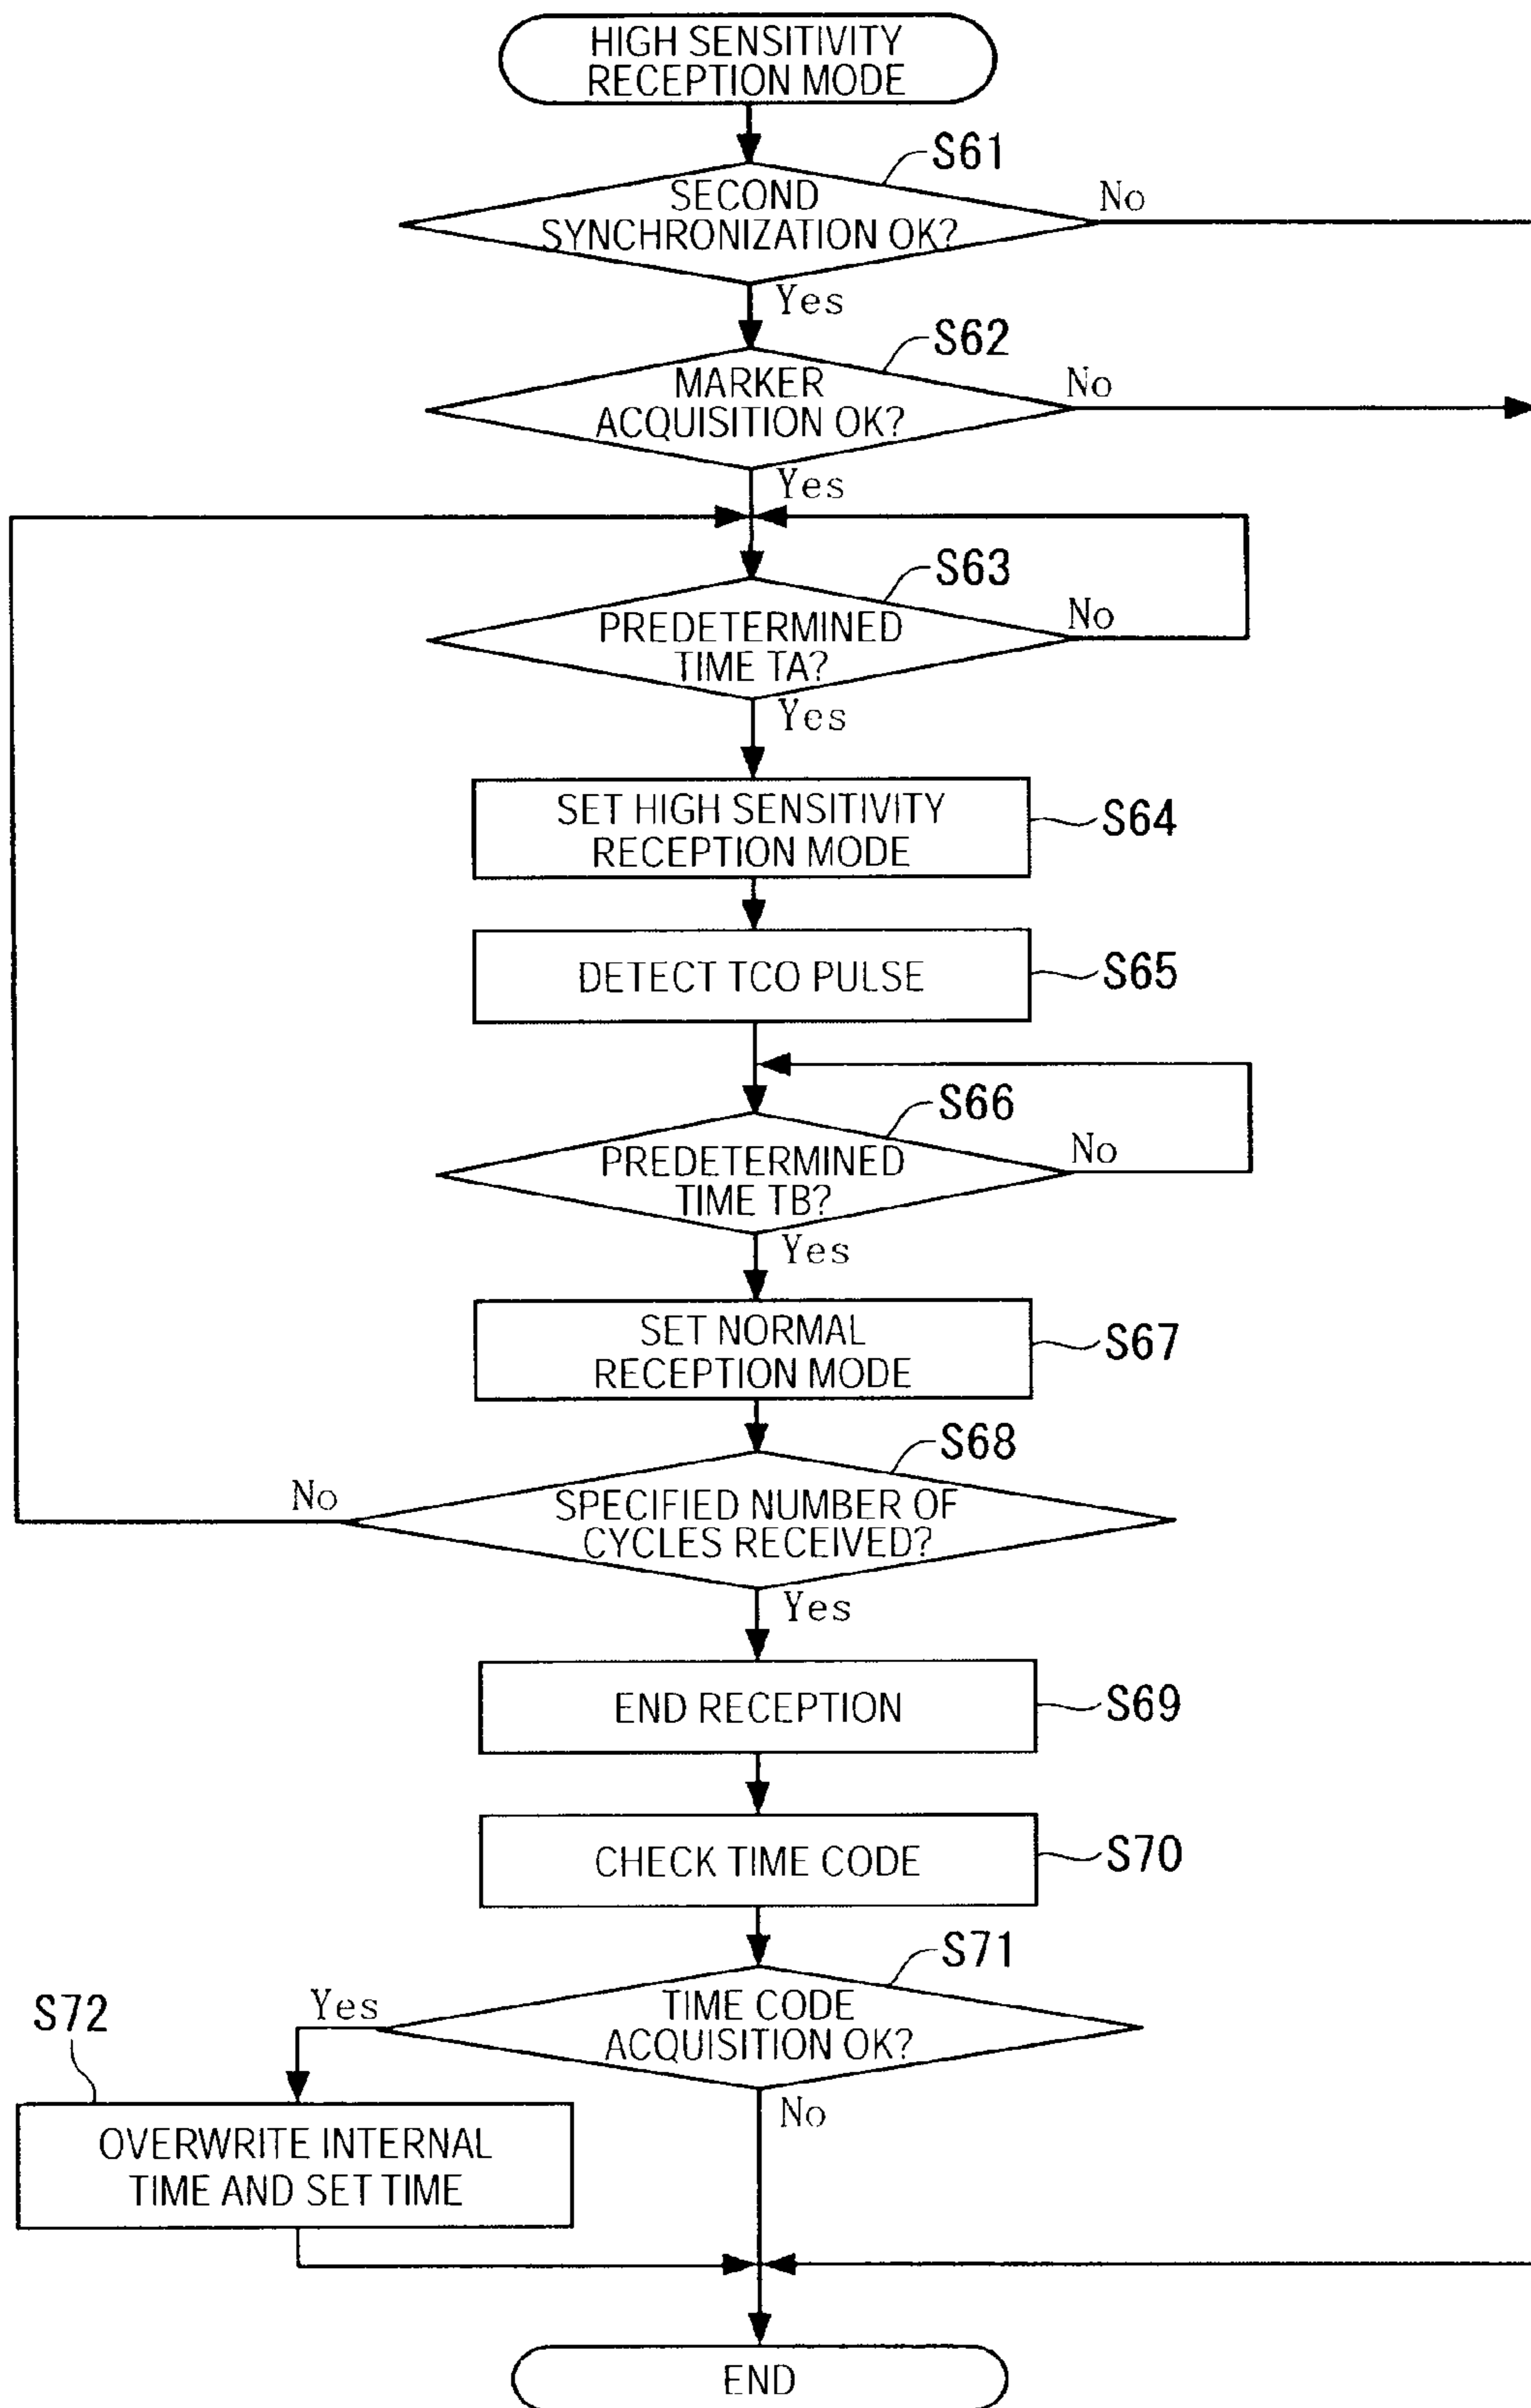 HIGH SENSITIVITY
RECEPTION MODE
S61
SECOND
SYNCHRONIZATION OK?
No
Yes
S62
MARKER
ACQUISITION OK?
No
Yes
S63
PREDETERMINED
TIME TA?
No
Yes
SET HIGH SENSITIVITY
RECEPTION MODE
S64
DETECT TCO PULSE
S65
S66
PREDETERMINED
TIME TB?
No
Yes
SET NORMAL
RECEPTION MODE
S67
S68
No
SPECIFIED NUMBER OF
CYCLES RECEIVED?
Yes
END RECEPTION
S69
CHECK TIME CODE
S70
S71
Yes
TIME CODE
ACQUISITION OK?
No
S72
OVERWRITE INTERNAL
TIME AND SET TIME
END